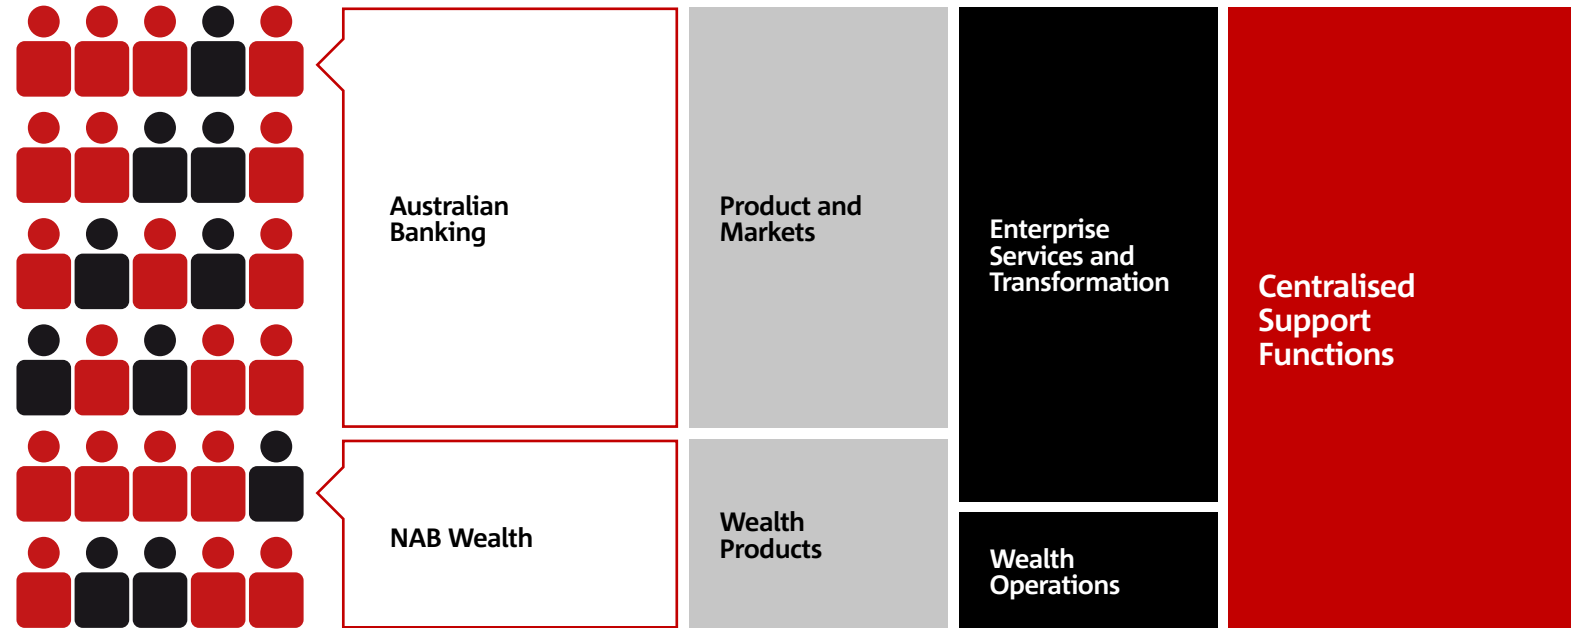 Australian
Banking
Product and
Markets
Enterprise
Services and
Transformation
Centralised
Support
Functions
NAB Wealth
Wealth
Products
Wealth
Operations